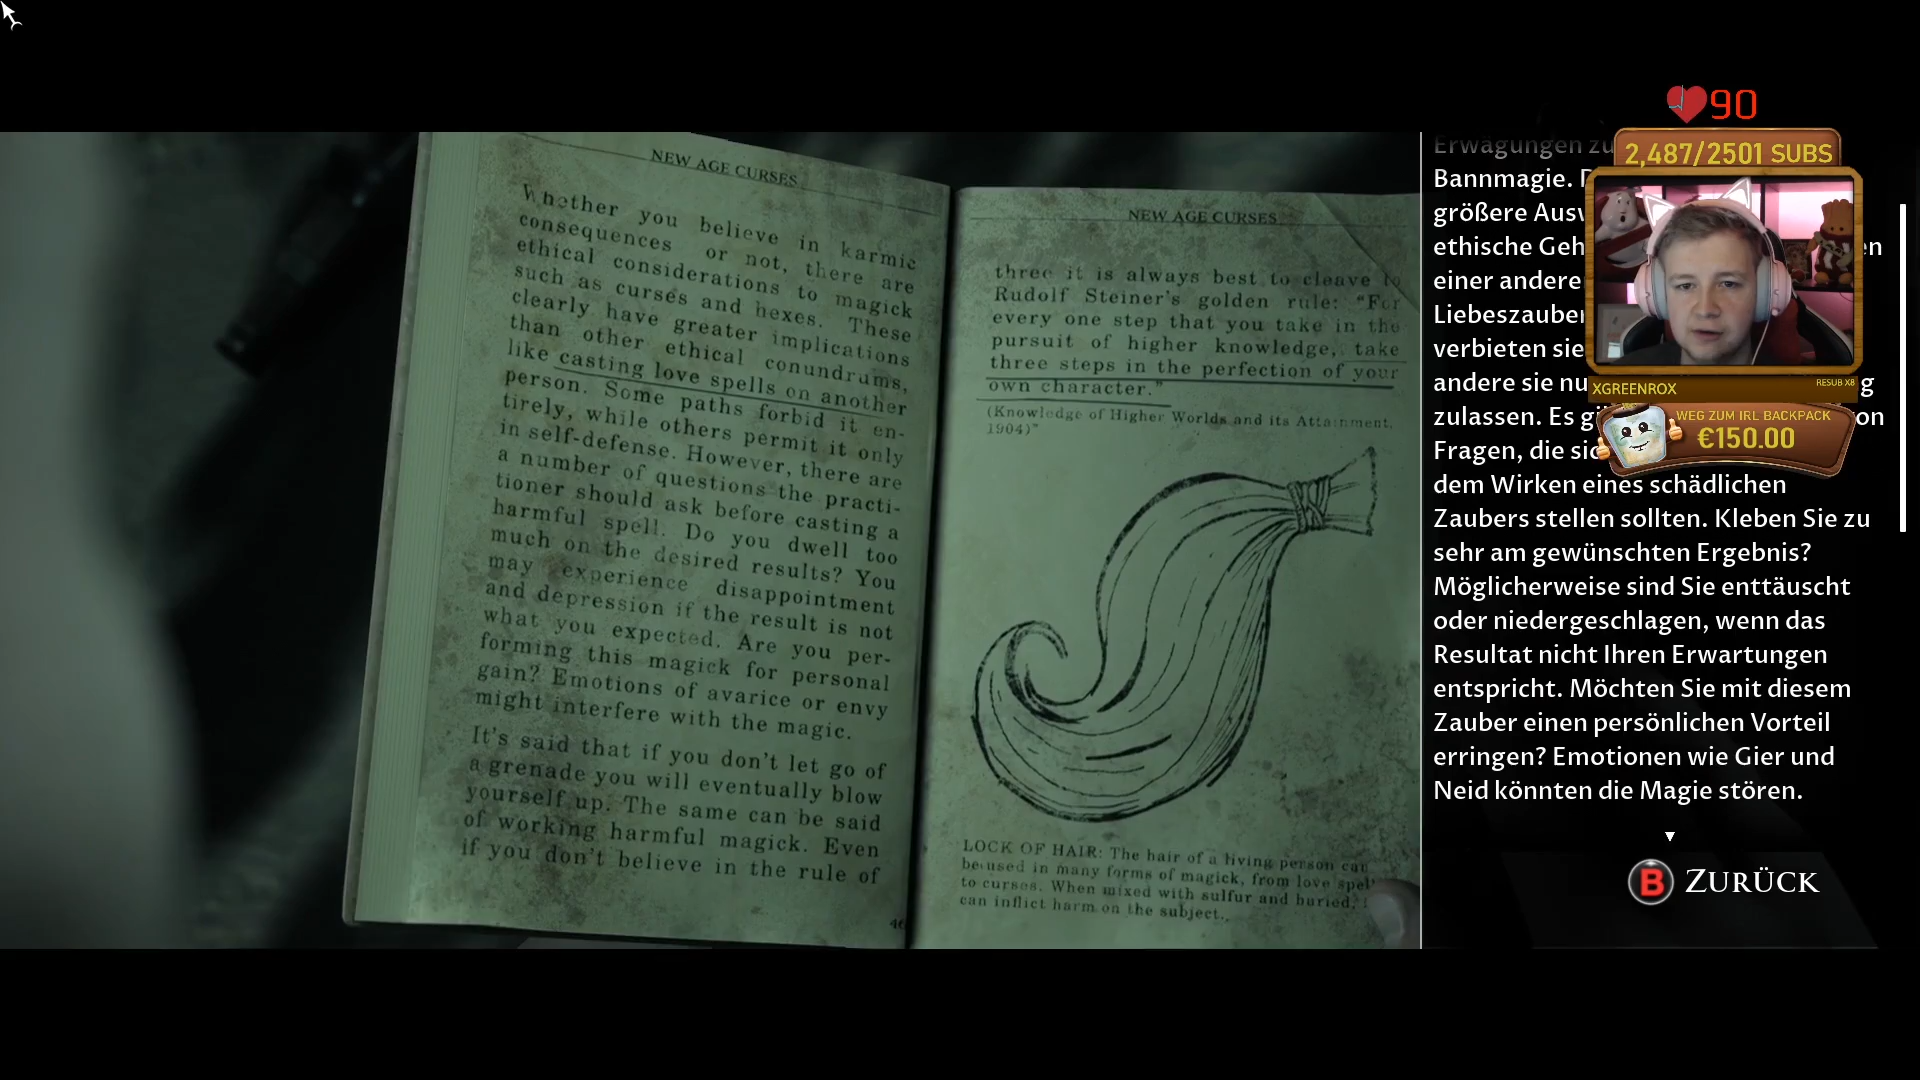 NEW AGE CURSES
Whether you believe in karmic
consequences or not, there are
ethical considerations to magick
such as curses and hexes. These
clearly have greater implications
than other ethical conundrums,
like casting love spells on another
person. Some paths forbid it en-
tirely, while others permit it only
in self-defense. However, there are
a number of questions the practi-
tioner should ask before casting a
harmful spell. Do you dwell too
much on the desired results? You
may experience disappointment
and depression if the result is not
what you expected. Are you per-
forming this magick for personal
gain? Emotions of avarice or envy
might interfere with the magic.
It's said that if you don't let go of
a grenade you will eventually blow
yourself up. The same can be said
of working harmful magick. Even
if you don't believe in the rule of
NEW AGE CURSES
three it is always best to cleave to
Rudolf Steiner's golden rule: "For
every one step that you take in the
pursuit of higher knowledge, take
three steps in the perfection of your
own character."
(Knowledge of Higher Worlds and its Attainment,
1904)"
LOCK OF HAIR: The hair of a living person can
be used in many forms of magick, from love spel
to curses. When mixed with sulfur and buried,
can inflict harm on the subject.
90
2,487/2501 SUBS
XGREENROX
RESUB X8
WEG ZUM IRL BACKPACK
€150.00
Erwägungen zu
Bannmagie.
größere Ausw
ethische Geh en
einer andere
Liebeszauber
verbieten sie
andere sie nu g
zulassen. Es g von
Fragen, die sic
dem Wirken eines schädlichen
Zaubers stellen sollten. Kleben Sie zu
sehr am gewünschten Ergebnis?
Möglicherweise sind Sie enttäuscht
oder niedergeschlagen, wenn das
Resultat nicht Ihren Erwartungen
entspricht. Möchten Sie mit diesem
Zauber einen persönlichen Vorteil
erringen? Emotionen wie Gier und
Neid könnten die Magie stören.
B ZURÜCK